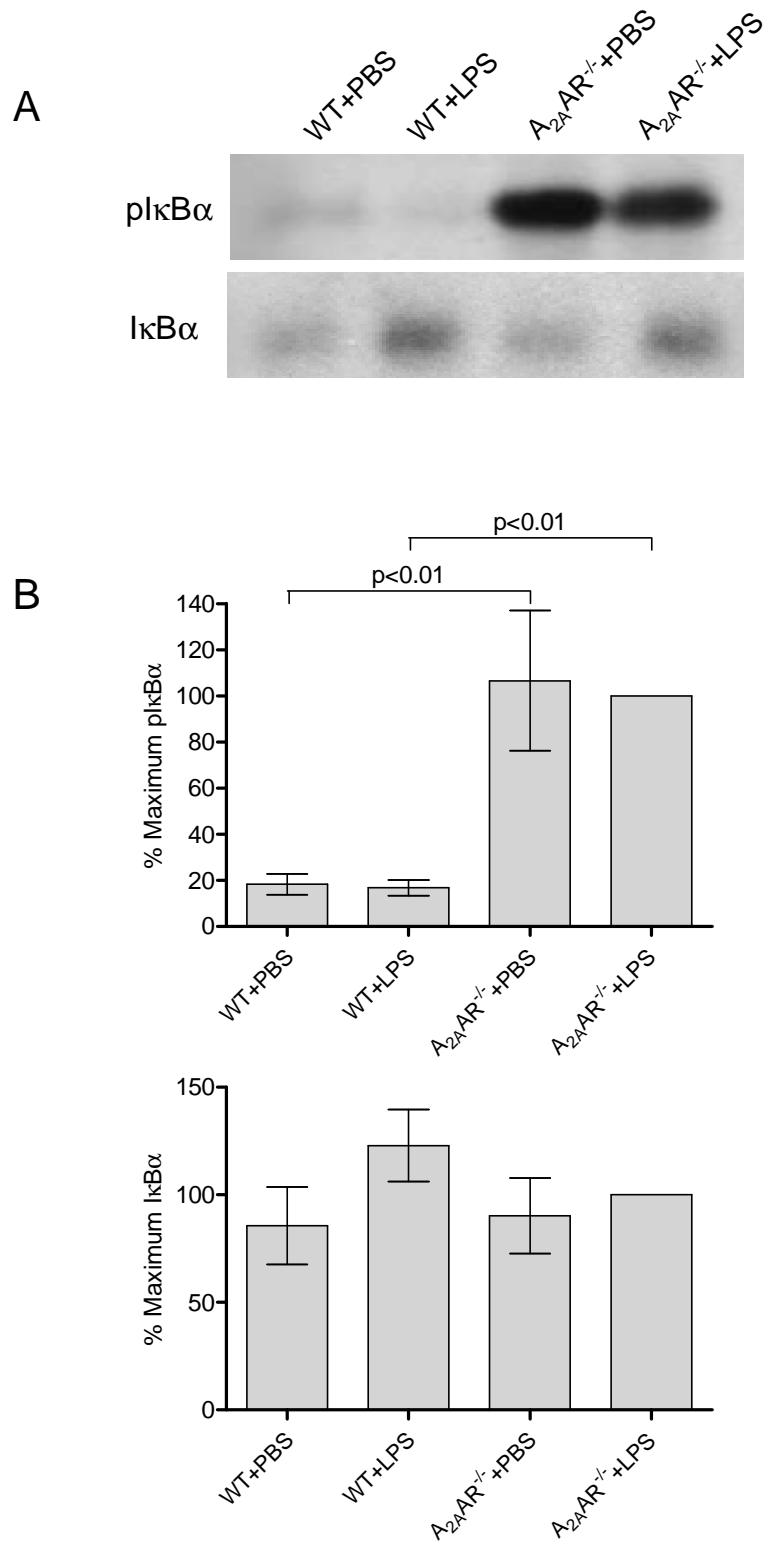 A
WT+PBS WT+LPS A₂ₐAR⁻/⁻+PBS A₂ₐAR⁻/⁻+LPS
pIκBα
IκBα
p<0.01
p<0.01
B
% Maximum pIκBα
140
120
100
80
60
40
20
0
WT+PBS WT+LPS A₂ₐAR⁻/⁻+PBS A₂ₐAR⁻/⁻+LPS
% Maximum IκBα
150
100
50
0
WT+PBS WT+LPS A₂ₐAR⁻/⁻+PBS A₂ₐAR⁻/⁻+LPS